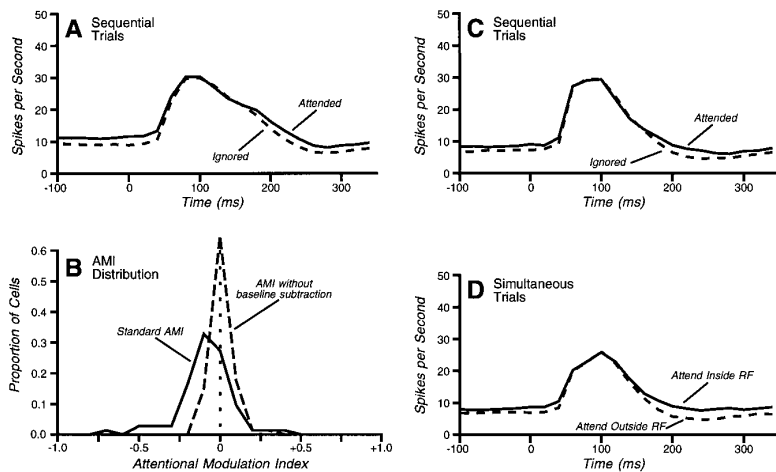 A Sequential
Trials
Spikes per Second
50
40
30
20
10
0
Attended
Ignored
-100 0 100 200 300
Time (ms)
B AMI
Distribution
Proportion of Cells
0.6
0.5
0.4
0.3
0.2
0.1
0.0
AMI without
baseline subtraction
Standard AMI
-1.0 -0.5 0 +0.5 +1.0
Attentional Modulation Index
C Sequential
Trials
Spikes per Second
50
40
30
20
10
0
Attended
Ignored
-100 0 100 200 300
Time (ms)
D Simultaneous
Trials
Spikes per Second
50
40
30
20
10
0
Attend Inside RF
Attend Outside RF
-100 0 100 200 300
Time (ms)